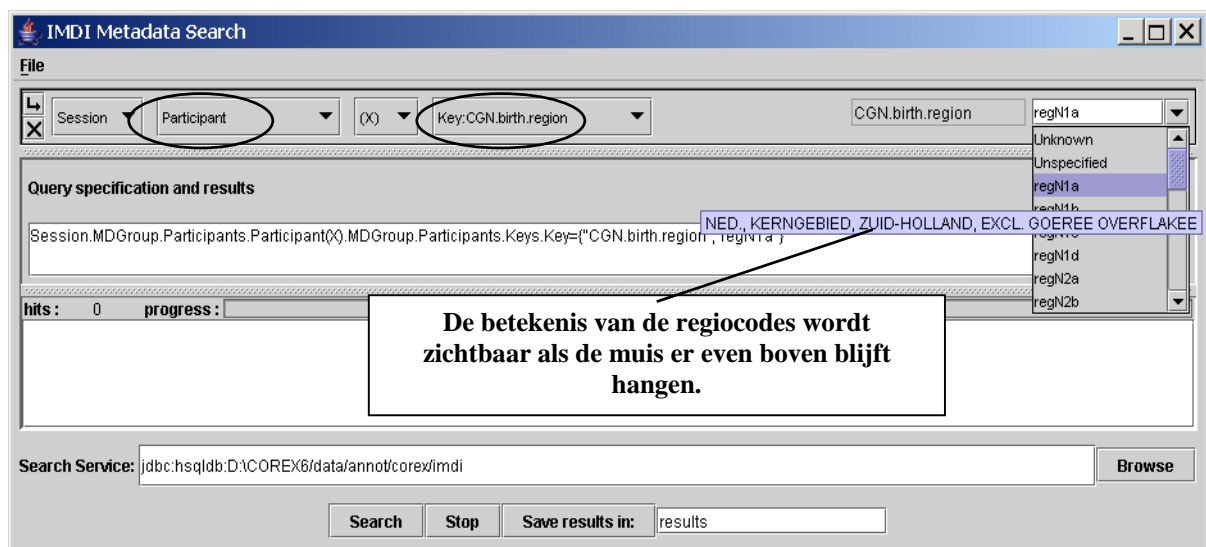 IMDI Metadata Search
File
Session Participant (X) Key:CGN.birth.region CGN.birth.region regN1a
Unknown
Unspecified
regN1a
regN1b
Query specification and results
NED., KERNGEBIED, ZUID-HOLLAND, EXCL. GOEREE OVERFLAKEE
Session.MDGroup.Participants.Participant(X).MDGroup.Participants.Keys.Key={"CGN.birth.region","regN1a"}
regN1d
regN2a
regN2b
hits : 0 progress :
De betekenis van de regiocodes wordt
zichtbaar als de muis er even boven blijft
hangen.
Search Service: jdbc:hsqldb:D:\COREX6/data/annot/corex/imdi Browse
Search Stop Save results in: results